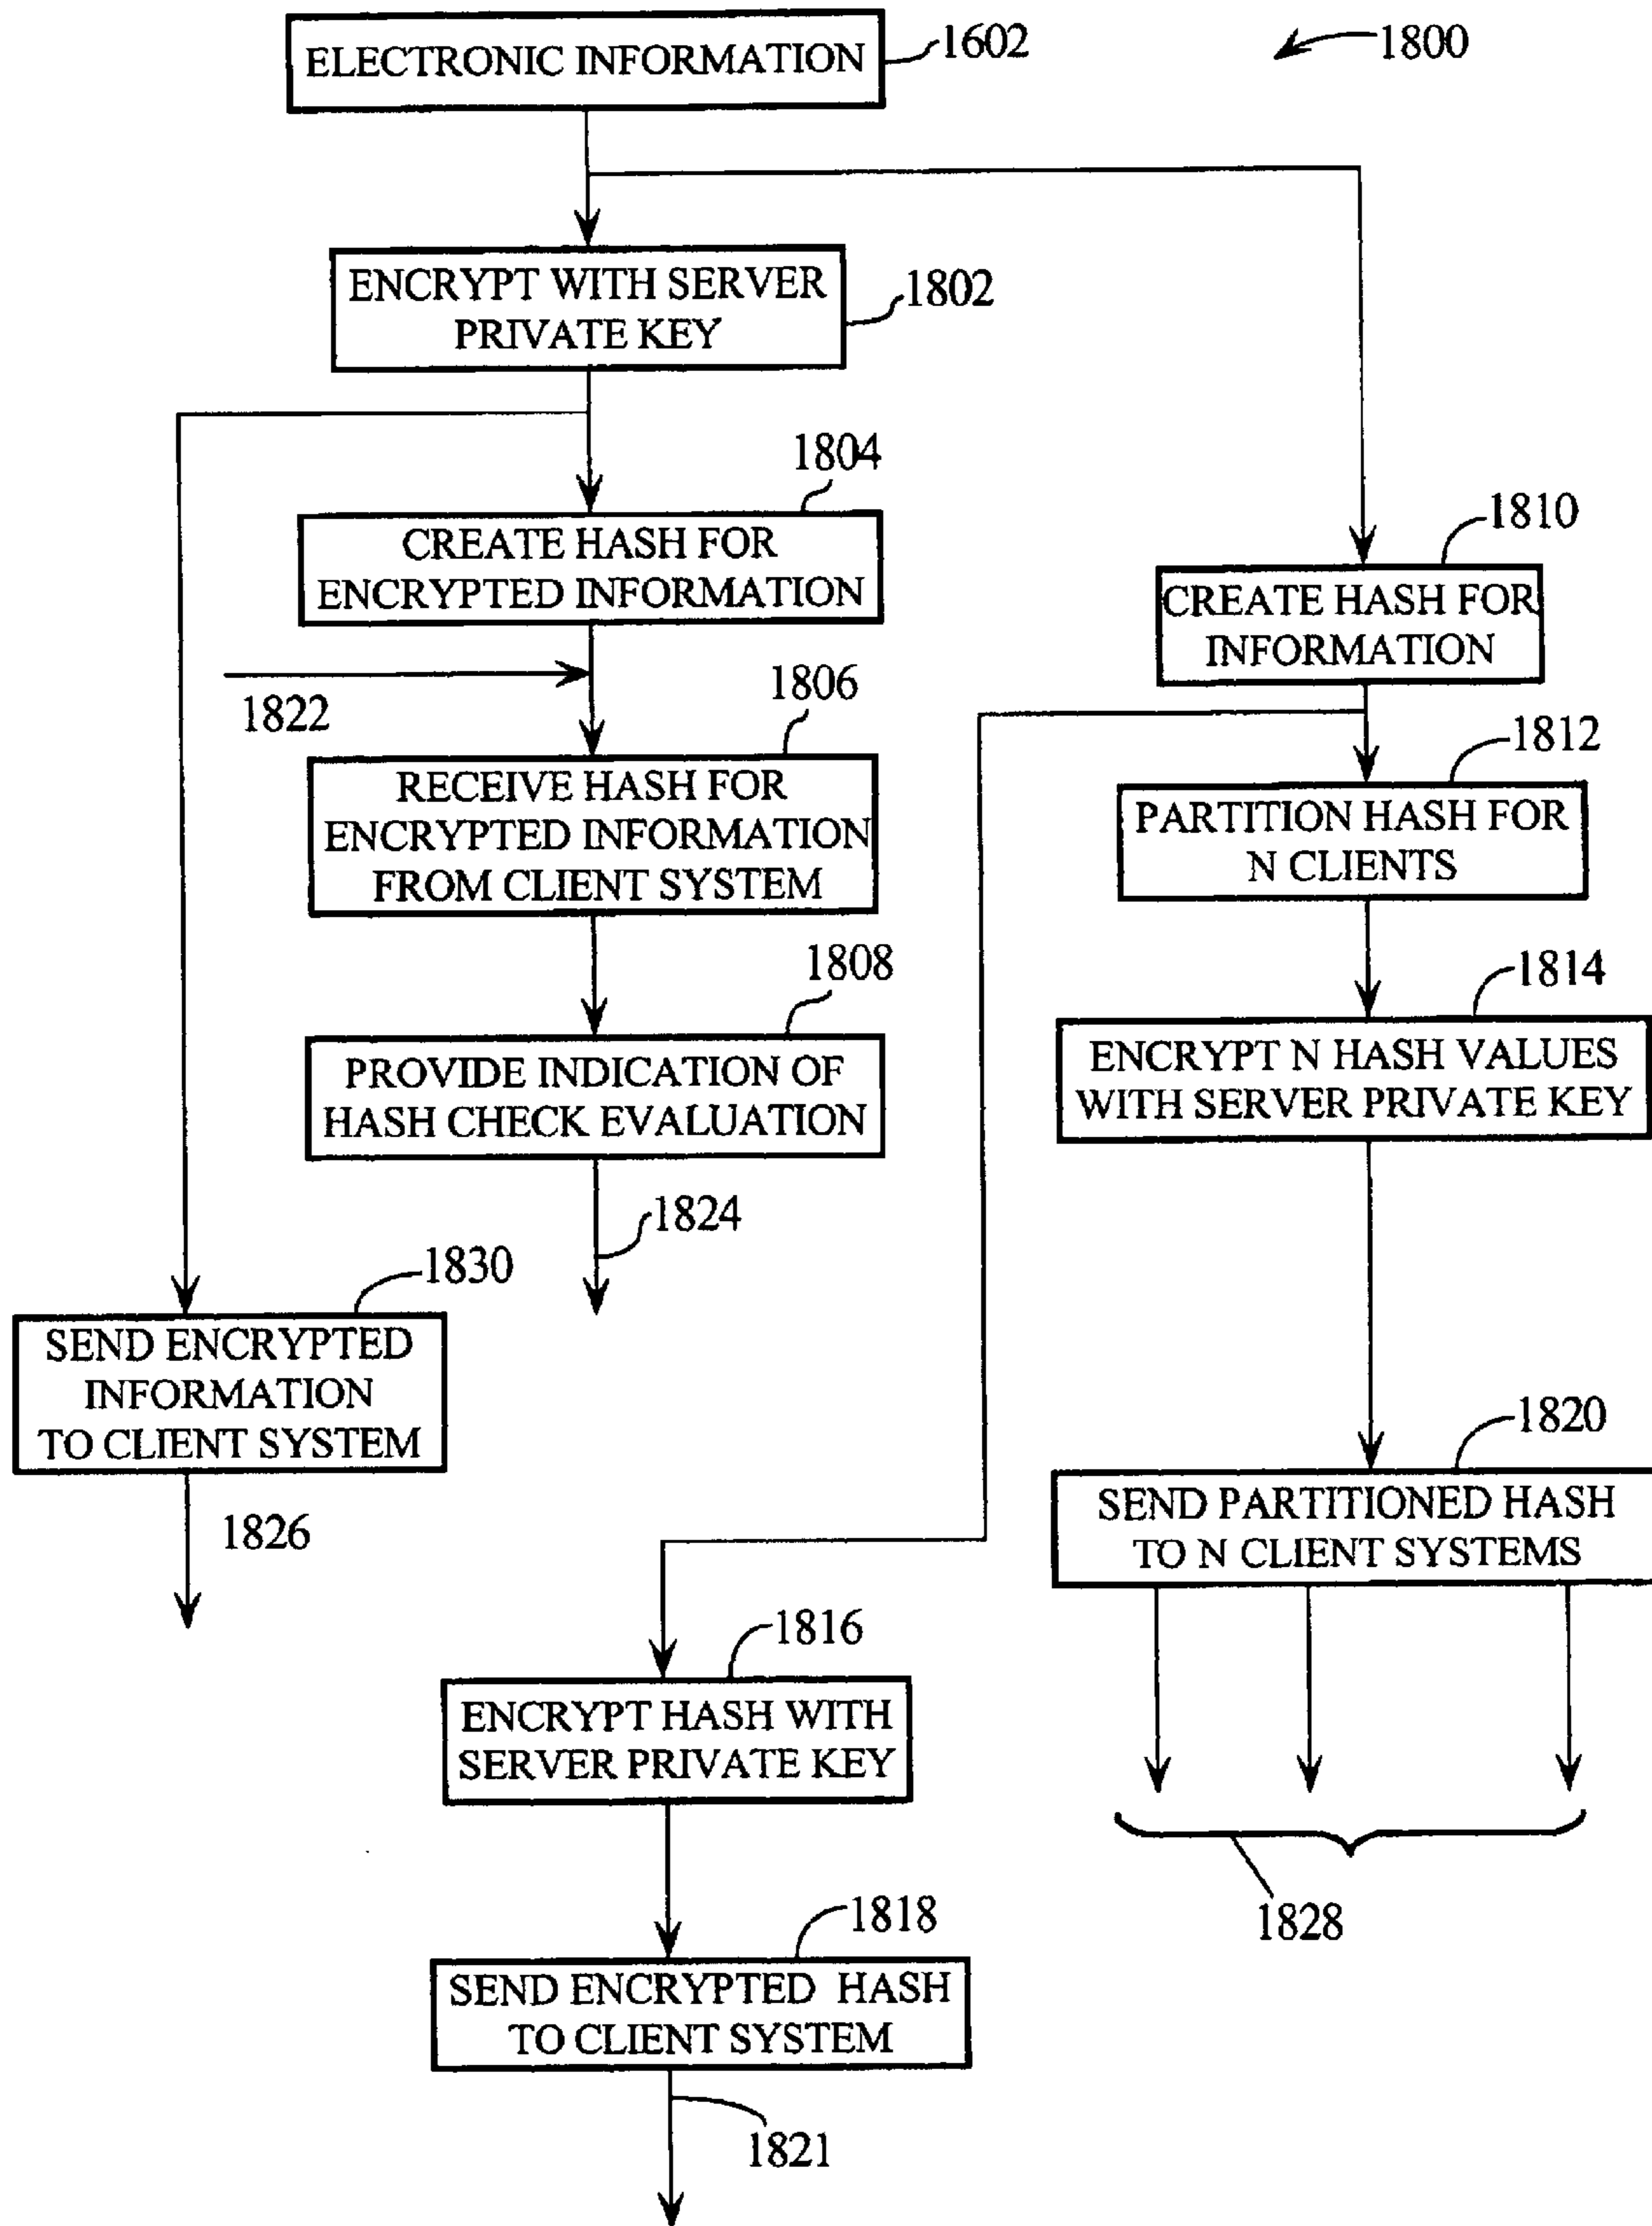 ELECTRONIC INFORMATION
1602
1800
ENCRYPT WITH SERVER
PRIVATE KEY
1802
1804
CREATE HASH FOR
ENCRYPTED INFORMATION
1810
CREATE HASH FOR
INFORMATION
1822
1806
RECEIVE HASH FOR
ENCRYPTED INFORMATION
FROM CLIENT SYSTEM
1812
PARTITION HASH FOR
N CLIENTS
1808
PROVIDE INDICATION OF
HASH CHECK EVALUATION
1814
ENCRYPT N HASH VALUES
WITH SERVER PRIVATE KEY
1824
1830
SEND ENCRYPTED
INFORMATION
TO CLIENT SYSTEM
1826
1820
SEND PARTITIONED HASH
TO N CLIENT SYSTEMS
1816
ENCRYPT HASH WITH
SERVER PRIVATE KEY
1828
1818
SEND ENCRYPTED HASH
TO CLIENT SYSTEM
1821